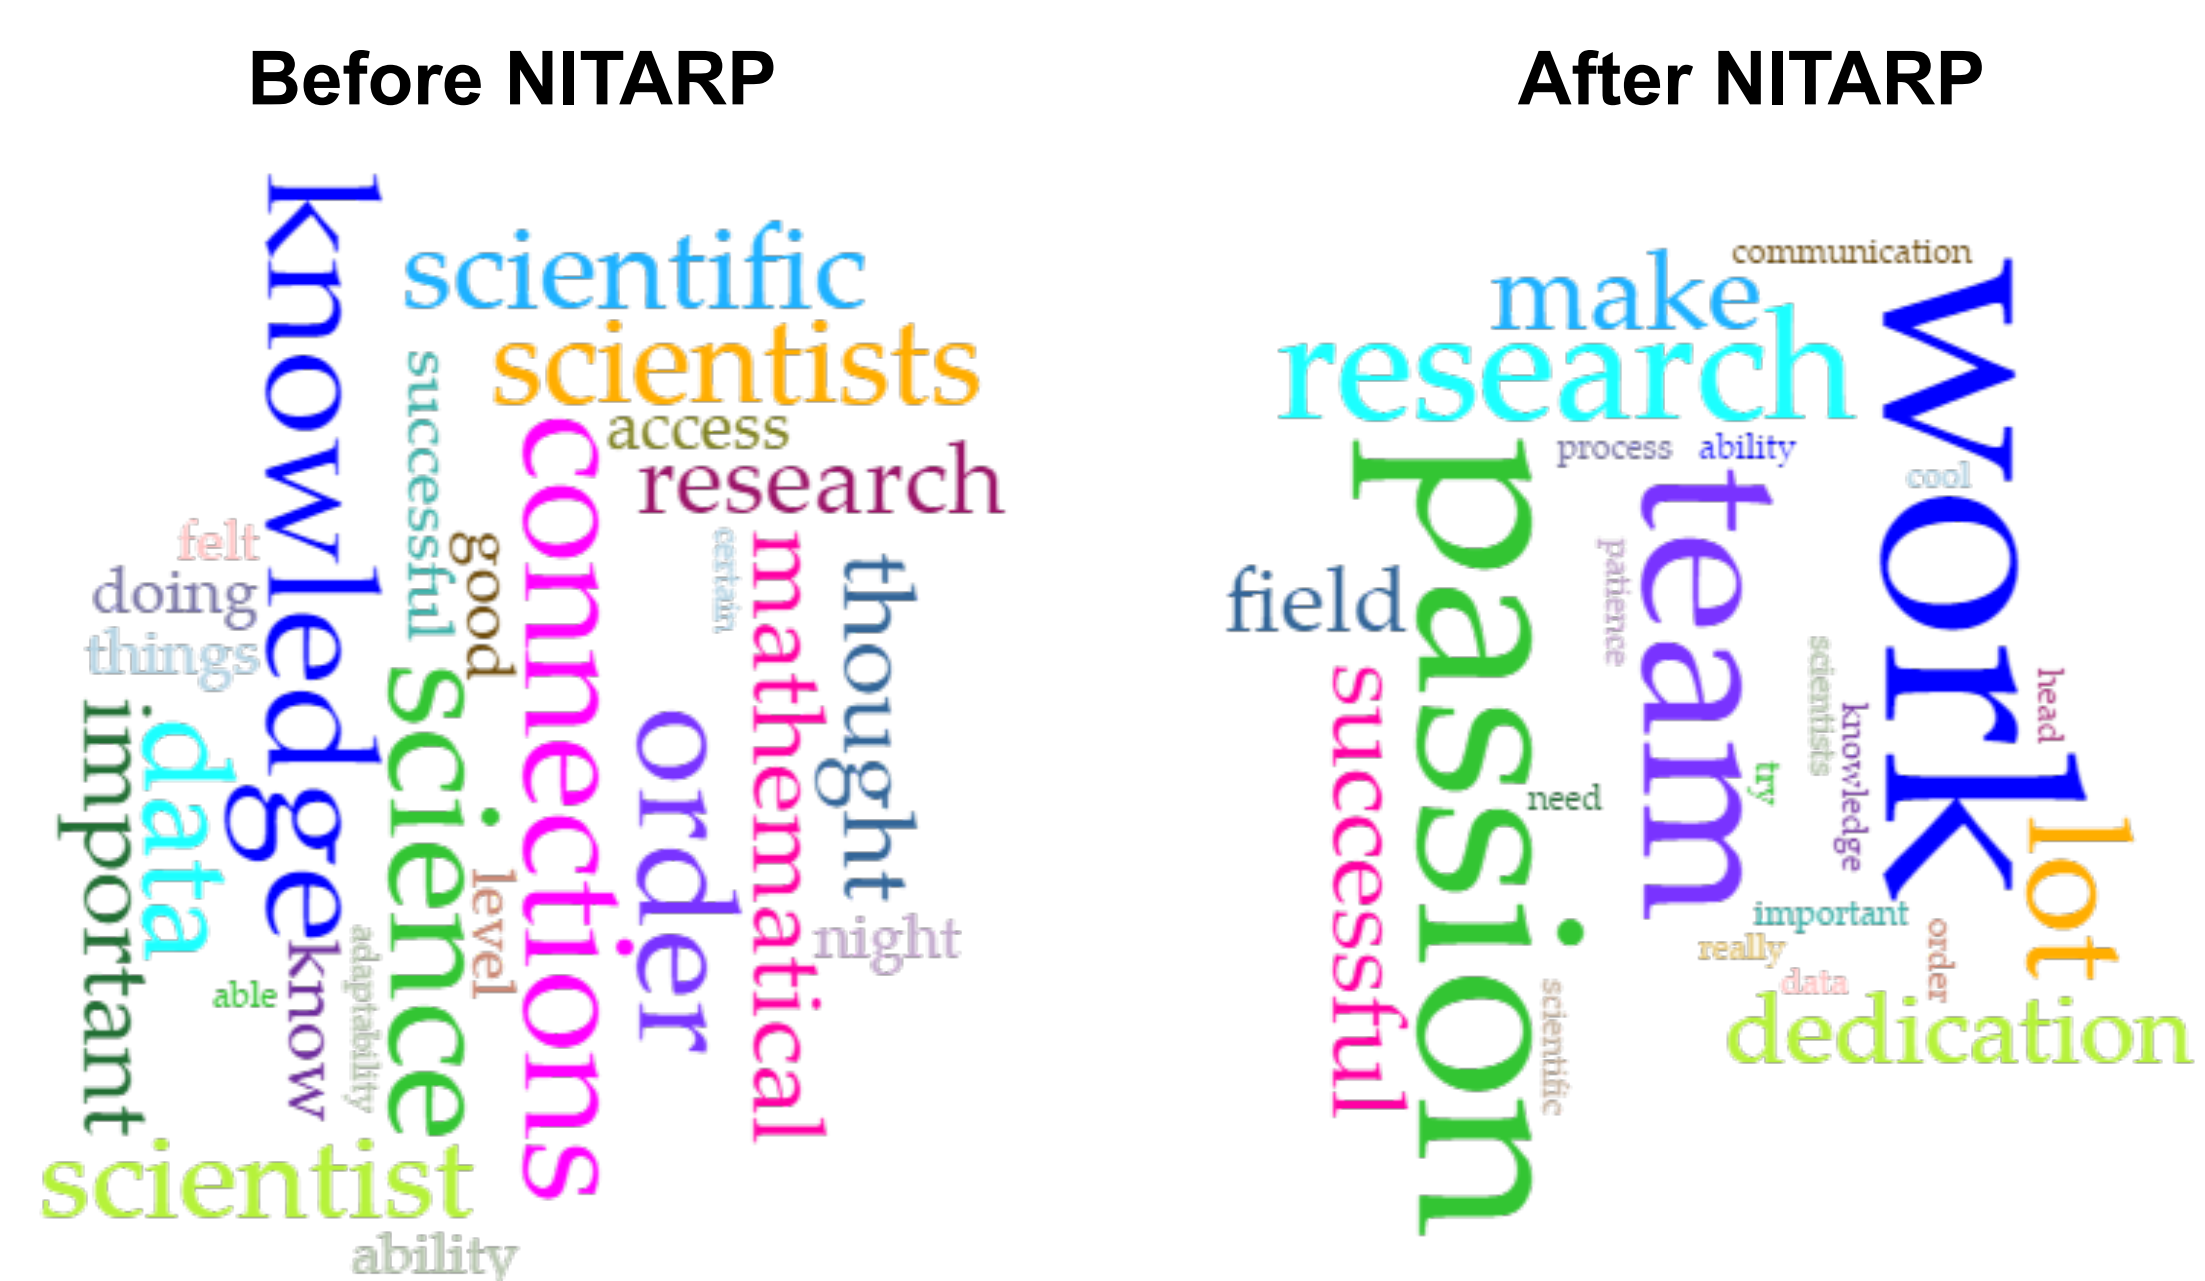 Before NITARP
knowledge
scientific
scientists
successful
access
research
connections
good
certain
mathematical
thought
felt
doing
things
important
data
science
order
level
night
know
able
adaptability
scientist
ability
After NITARP
communication
make
work
research
process
ability
cool
passion
team
patience
field
successful
scientists
knowledge
head
try
need
lot
important
really
order
data
scientific
dedication